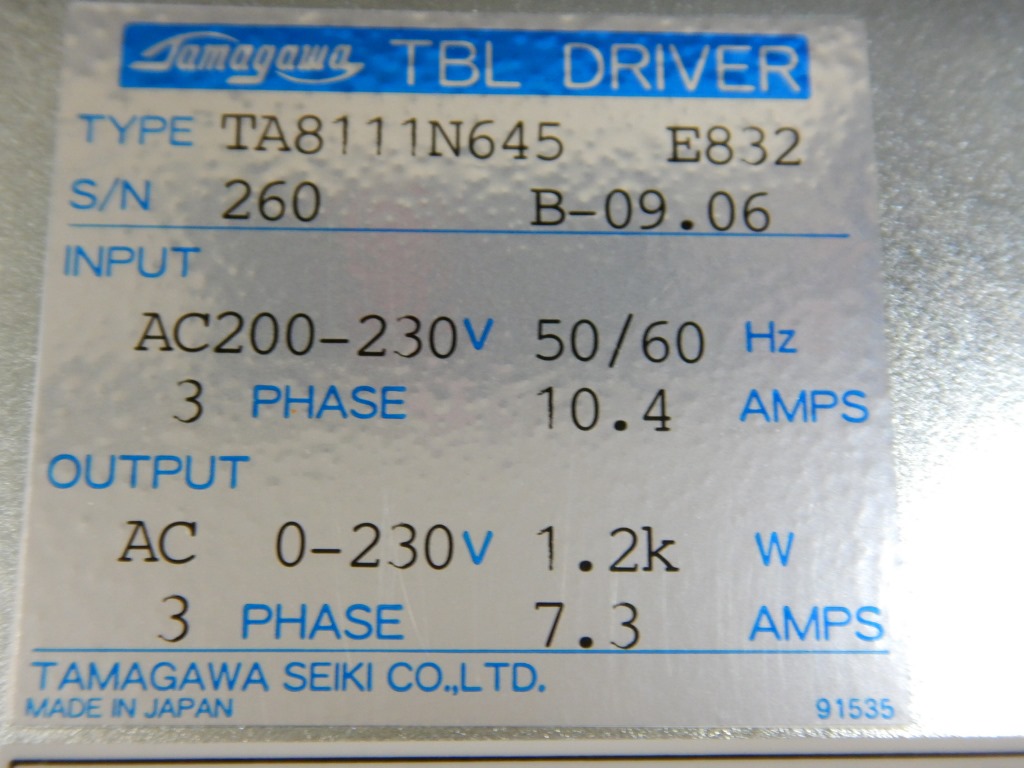 Tamagawa TBL DRIVER
TYPE TA8111N645 E832
S/N 260 B-09.06
INPUT
AC200-230V 50/60 Hz
3 PHASE 10.4 AMPS
OUTPUT
AC 0-230V 1.2k W
3 PHASE 7.3 AMPS
TAMAGAWA SEIKI CO.,LTD.
MADE IN JAPAN 91535